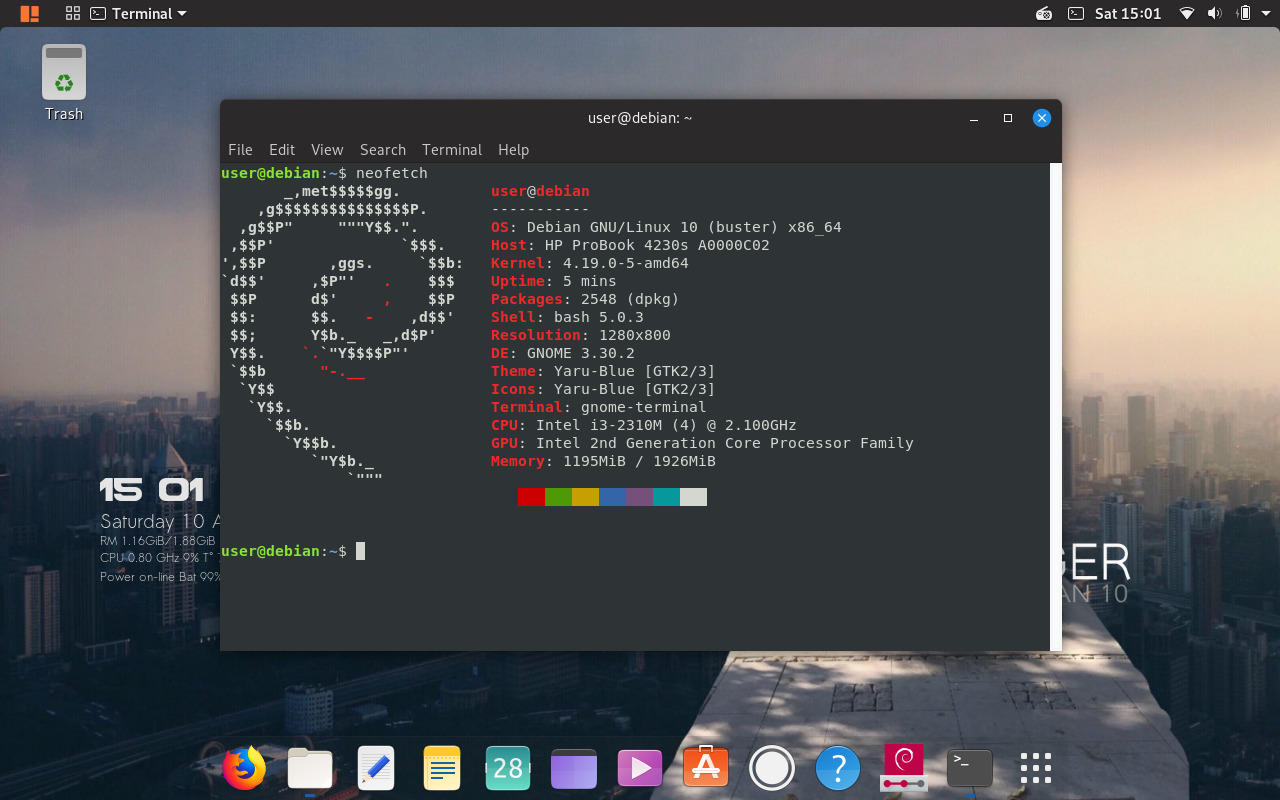 Terminal
Sat 15:01
Trash
user@debian: ~
File Edit View Search Terminal Help
user@debian:~$ neofetch
       _,met$$$$$gg.          user@debian
    ,g$$$$$$$$$$$$$$$P.       -----------
  ,g$$P"     """Y$$.".        OS: Debian GNU/Linux 10 (buster) x86_64
 ,$$P'              `$$$.     Host: HP ProBook 4230s A0000C02
',$$P       ,ggs.     `$$b:   Kernel: 4.19.0-5-amd64
`d$$'     ,$P"'   .    $$$    Uptime: 5 mins
 $$P      d$'     ,    $$P    Packages: 2548 (dpkg)
 $$:      $$.   -    ,d$$'    Shell: bash 5.0.3
 $$;      Y$b._   _,d$P'      Resolution: 1280x800
 Y$$.    `.`"Y$$$$P"'         DE: GNOME 3.30.2
 `$$b      "-.__              Theme: Yaru-Blue [GTK2/3]
  `Y$$                        Icons: Yaru-Blue [GTK2/3]
   `Y$$.                      Terminal: gnome-terminal
     `$$b.                    CPU: Intel i3-2310M (4) @ 2.100GHz
       `Y$$b.                 GPU: Intel 2nd Generation Core Processor Family
          `"Y$b._             Memory: 1195MiB / 1926MiB
              `"""
user@debian:~$
15 01
Saturday 10 A
RM 1.16GiB/1.88GiB
CPU 0.80 GHz 9% T°
Power on-line Bat 99%
GER
AN 10
28
?
>_